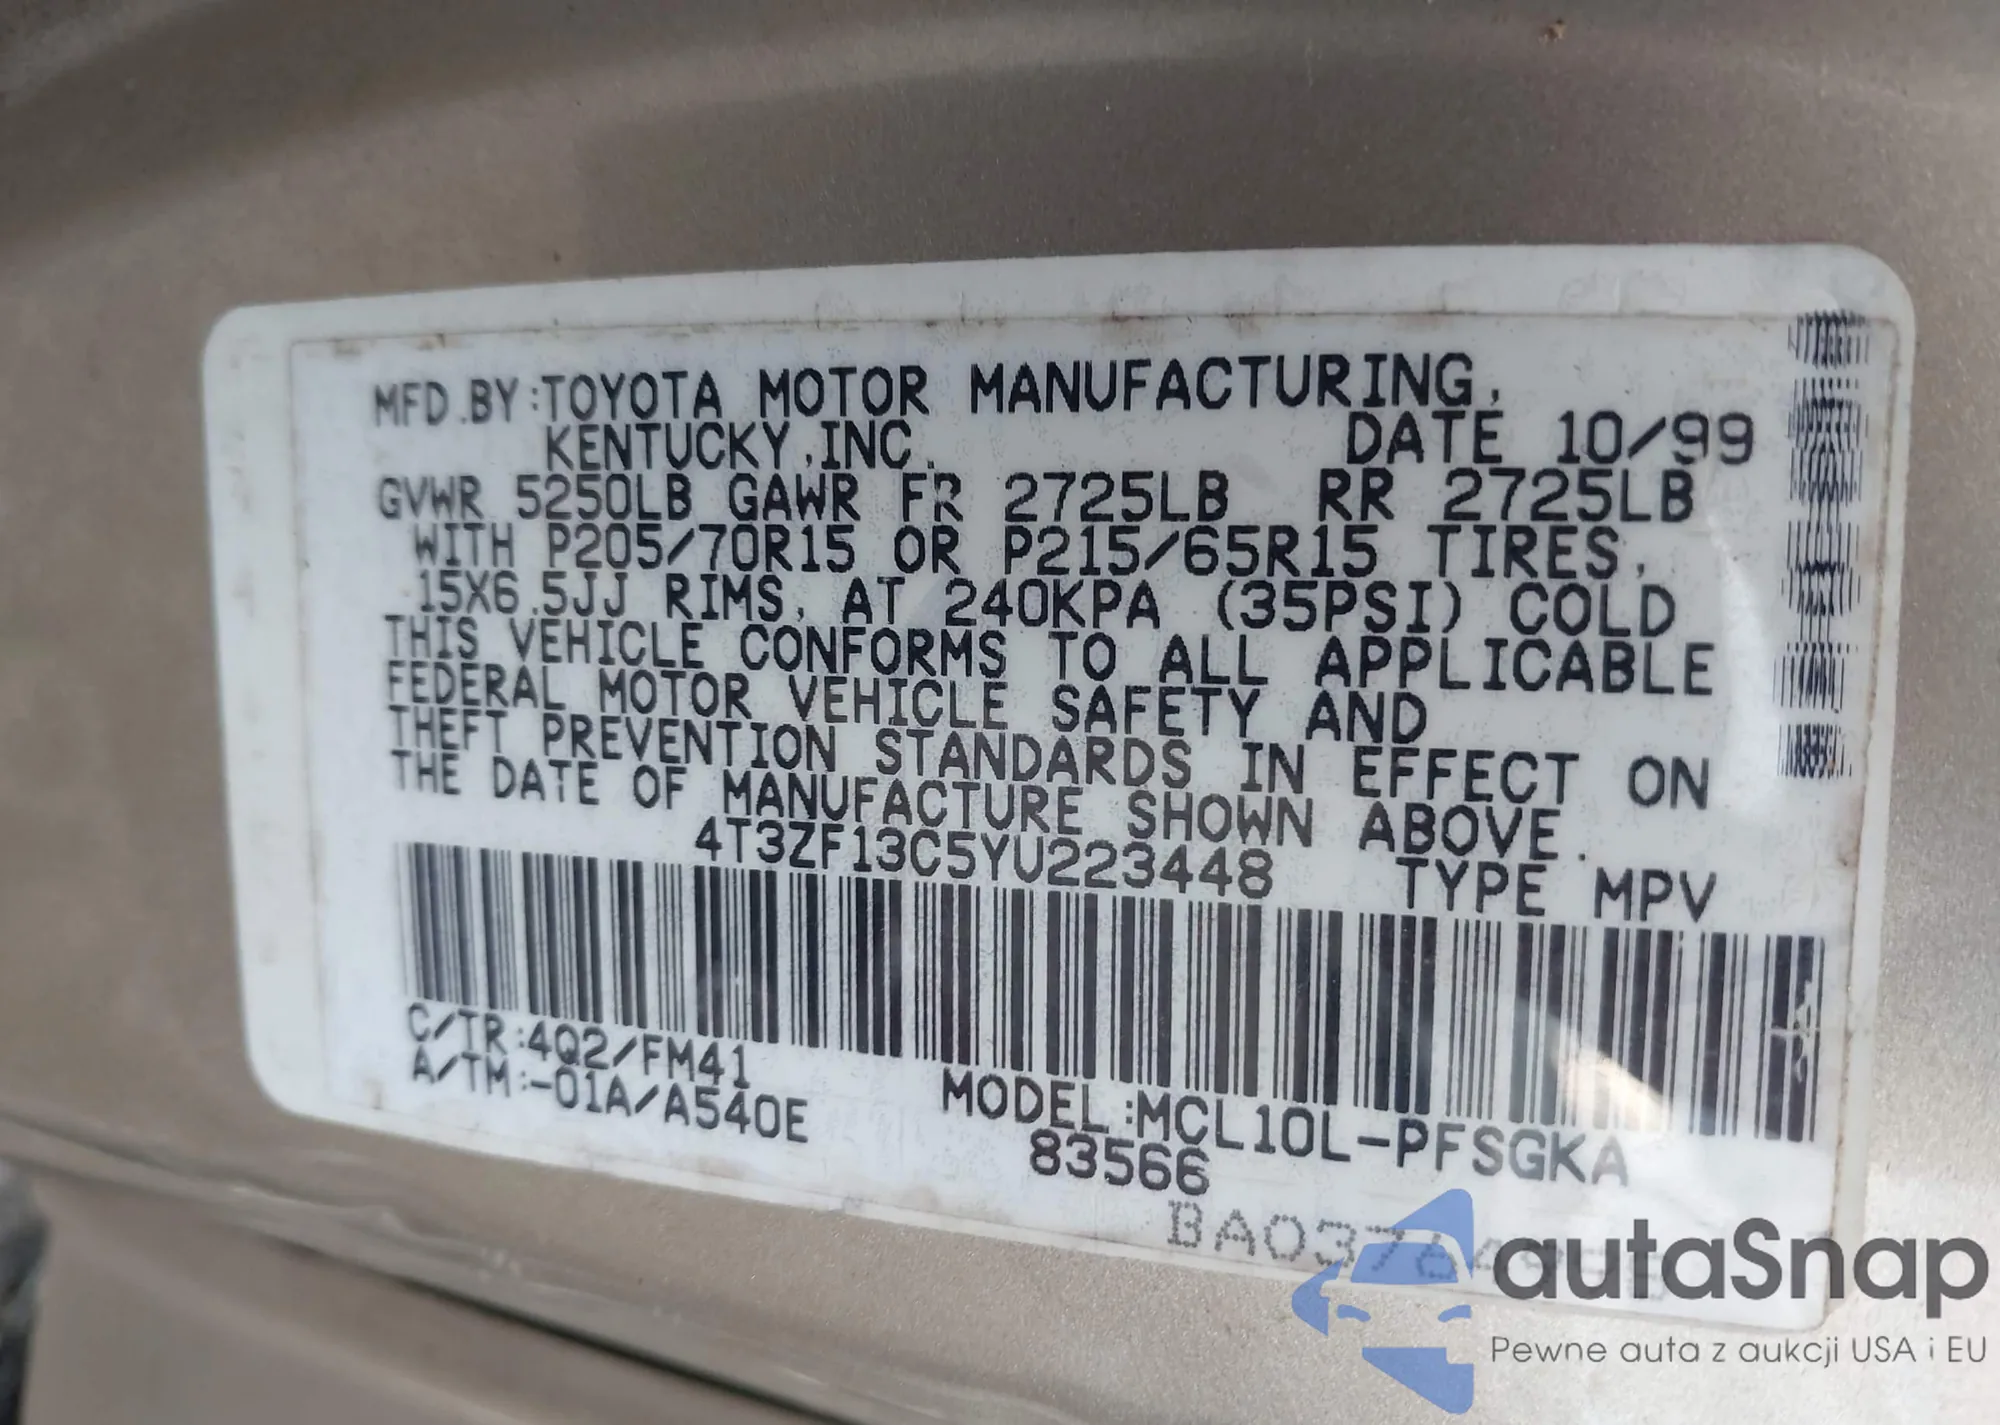 MFD.BY:TOYOTA MOTOR MANUFACTURING,
KENTUCKY,INC. DATE 10/99
GVWR 5250LB GAWR FR 2725LB RR 2725LB
WITH P205/70R15 OR P215/65R15 TIRES,
15X6.5JJ RIMS, AT 240KPA (35PSI) COLD
THIS VEHICLE CONFORMS TO ALL APPLICABLE
FEDERAL MOTOR VEHICLE SAFETY AND
THEFT PREVENTION STANDARDS IN EFFECT ON
THE DATE OF MANUFACTURE SHOWN ABOVE.
4T3ZF13C5YU223448 TYPE MPV
C/TR:4Q2/FM41
A/TM:-01A/A540E
MODEL:MCL10L-PFSGKA
83566
autaSnap
Pewne auta z aukcji USA i EU